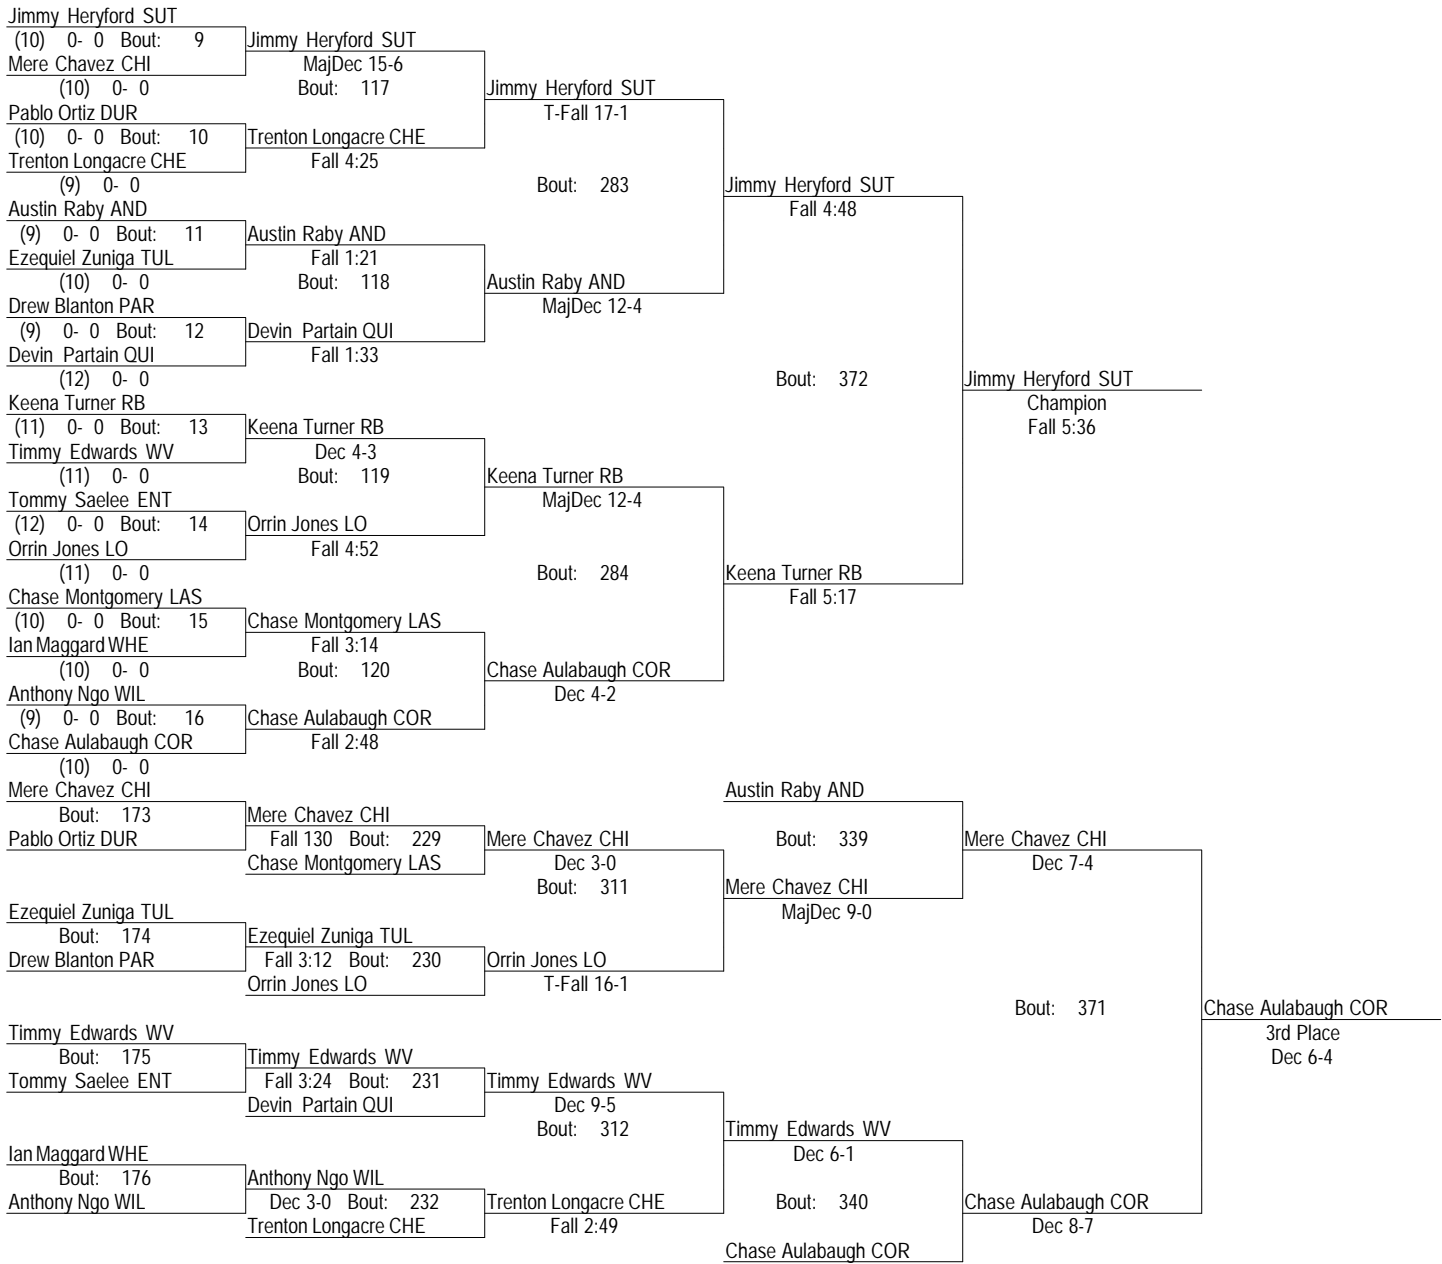 Jimmy Heryford SUT
(10) 0- 0 Bout: 9 Jimmy Heryford SUT
Mere Chavez CHI MajDec 15-6
(10) 0- 0 Bout: 117 Jimmy Heryford SUT
Pablo Ortiz DUR T-Fall 17-1
(10) 0- 0 Bout: 10 Trenton Longacre CHE
Trenton Longacre CHE Fall 4:25
(9) 0- 0 Bout: 283 Jimmy Heryford SUT
Austin Raby AND Fall 4:48
(9) 0- 0 Bout: 11 Austin Raby AND
Ezequiel Zuniga TUL Fall 1:21
(10) 0- 0 Bout: 118 Austin Raby AND
Drew Blanton PAR MajDec 12-4
(9) 0- 0 Bout: 12 Devin Partain QUI
Devin Partain QUI Fall 1:33
(12) 0- 0 Bout: 372 Jimmy Heryford SUT
Keena Turner RB Champion
(11) 0- 0 Bout: 13 Keena Turner RB Fall 5:36
Timmy Edwards WV Dec 4-3
(11) 0- 0 Bout: 119 Keena Turner RB
Tommy Saelee ENT MajDec 12-4
(12) 0- 0 Bout: 14 Orrin Jones LO
Orrin Jones LO Fall 4:52
(11) 0- 0 Bout: 284 Keena Turner RB
Chase Montgomery LAS Fall 5:17
(10) 0- 0 Bout: 15 Chase Montgomery LAS
Ian Maggard WHE Fall 3:14
(10) 0- 0 Bout: 120 Chase Aulabaugh COR
Anthony Ngo WIL Dec 4-2
(9) 0- 0 Bout: 16 Chase Aulabaugh COR
Chase Aulabaugh COR Fall 2:48
(10) 0- 0
Mere Chavez CHI Austin Raby AND
Bout: 173 Mere Chavez CHI
Pablo Ortiz DUR Fall 130 Bout: 229 Mere Chavez CHI Bout: 339 Mere Chavez CHI
Chase Montgomery LAS Dec 3-0 Dec 7-4
Bout: 311 Mere Chavez CHI
Ezequiel Zuniga TUL MajDec 9-0
Bout: 174 Ezequiel Zuniga TUL
Drew Blanton PAR Fall 3:12 Bout: 230 Orrin Jones LO
Orrin Jones LO T-Fall 16-1
Bout: 371 Chase Aulabaugh COR
Timmy Edwards WV 3rd Place
Bout: 175 Timmy Edwards WV Dec 6-4
Tommy Saelee ENT Fall 3:24 Bout: 231 Timmy Edwards WV
Devin Partain QUI Dec 9-5
Bout: 312 Timmy Edwards WV
Ian Maggard WHE Dec 6-1
Bout: 176 Anthony Ngo WIL
Anthony Ngo WIL Dec 3-0 Bout: 232 Trenton Longacre CHE Bout: 340 Chase Aulabaugh COR
Trenton Longacre CHE Fall 2:49 Dec 8-7
Chase Aulabaugh COR